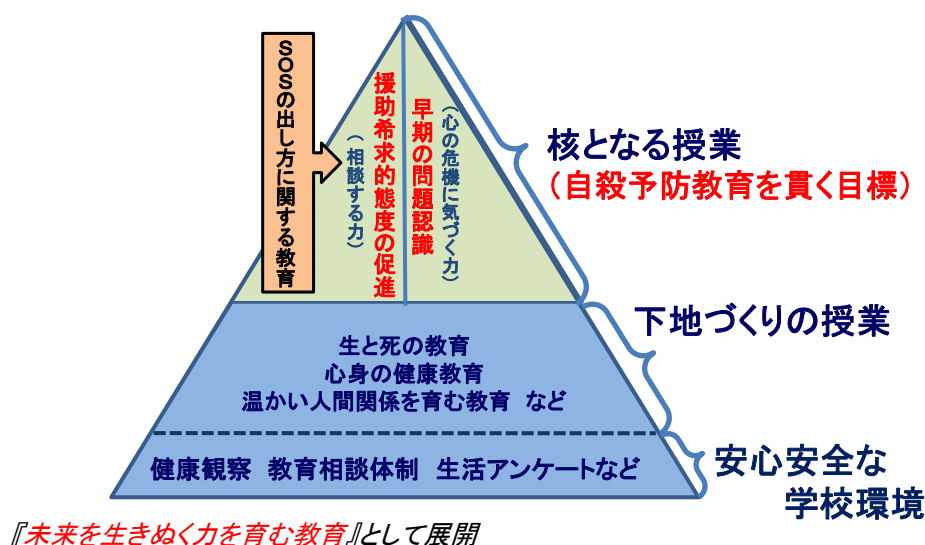 SOSの出し方に関する教育
援助希求的態度の促進
（相談する力）
早期の問題認識
（心の危機に気づく力）
核となる授業
（自殺予防教育を貫く目標）
下地づくりの授業
生と死の教育
心身の健康教育
温かい人間関係を育む教育　など
健康観察　教育相談体制　生活アンケートなど
安心安全な
学校環境
『未来を生きぬく力を育む教育』として展開